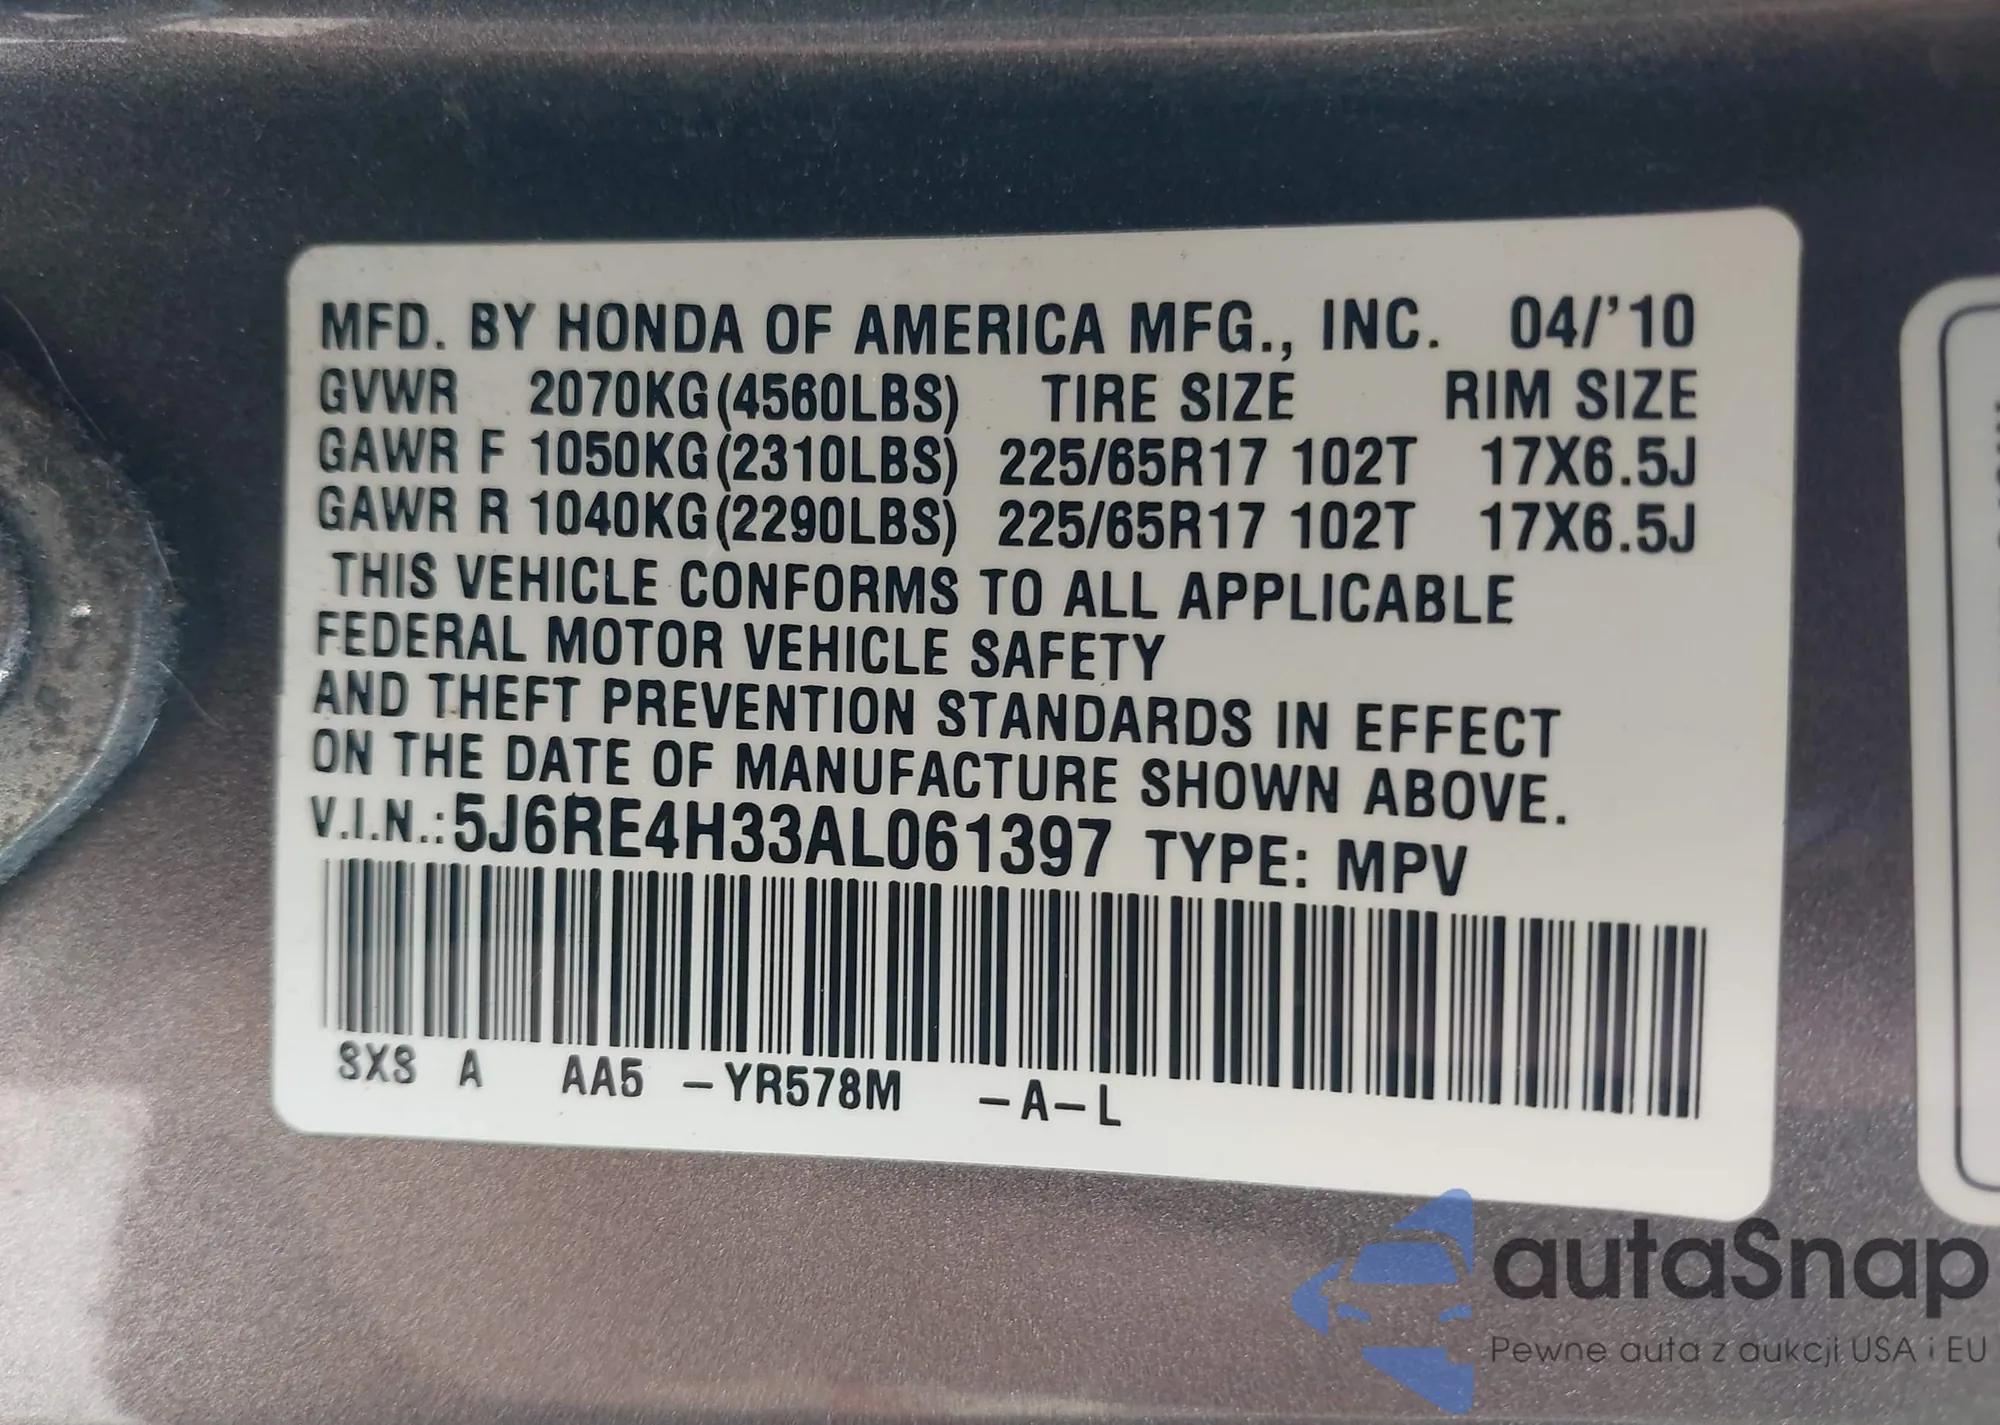 MFD. BY HONDA OF AMERICA MFG., INC. 04/'10
GVWR 2070KG(4560LBS) TIRE SIZE RIM SIZE
GAWR F 1050KG(2310LBS) 225/65R17 102T 17X6.5J
GAWR R 1040KG(2290LBS) 225/65R17 102T 17X6.5J
THIS VEHICLE CONFORMS TO ALL APPLICABLE
FEDERAL MOTOR VEHICLE SAFETY
AND THEFT PREVENTION STANDARDS IN EFFECT
ON THE DATE OF MANUFACTURE SHOWN ABOVE.
V.I.N.:5J6RE4H33AL061397 TYPE: MPV
SXS A AA5 -YR578M -A-L
autaSnap
Pewne auta z aukcji USA i EU